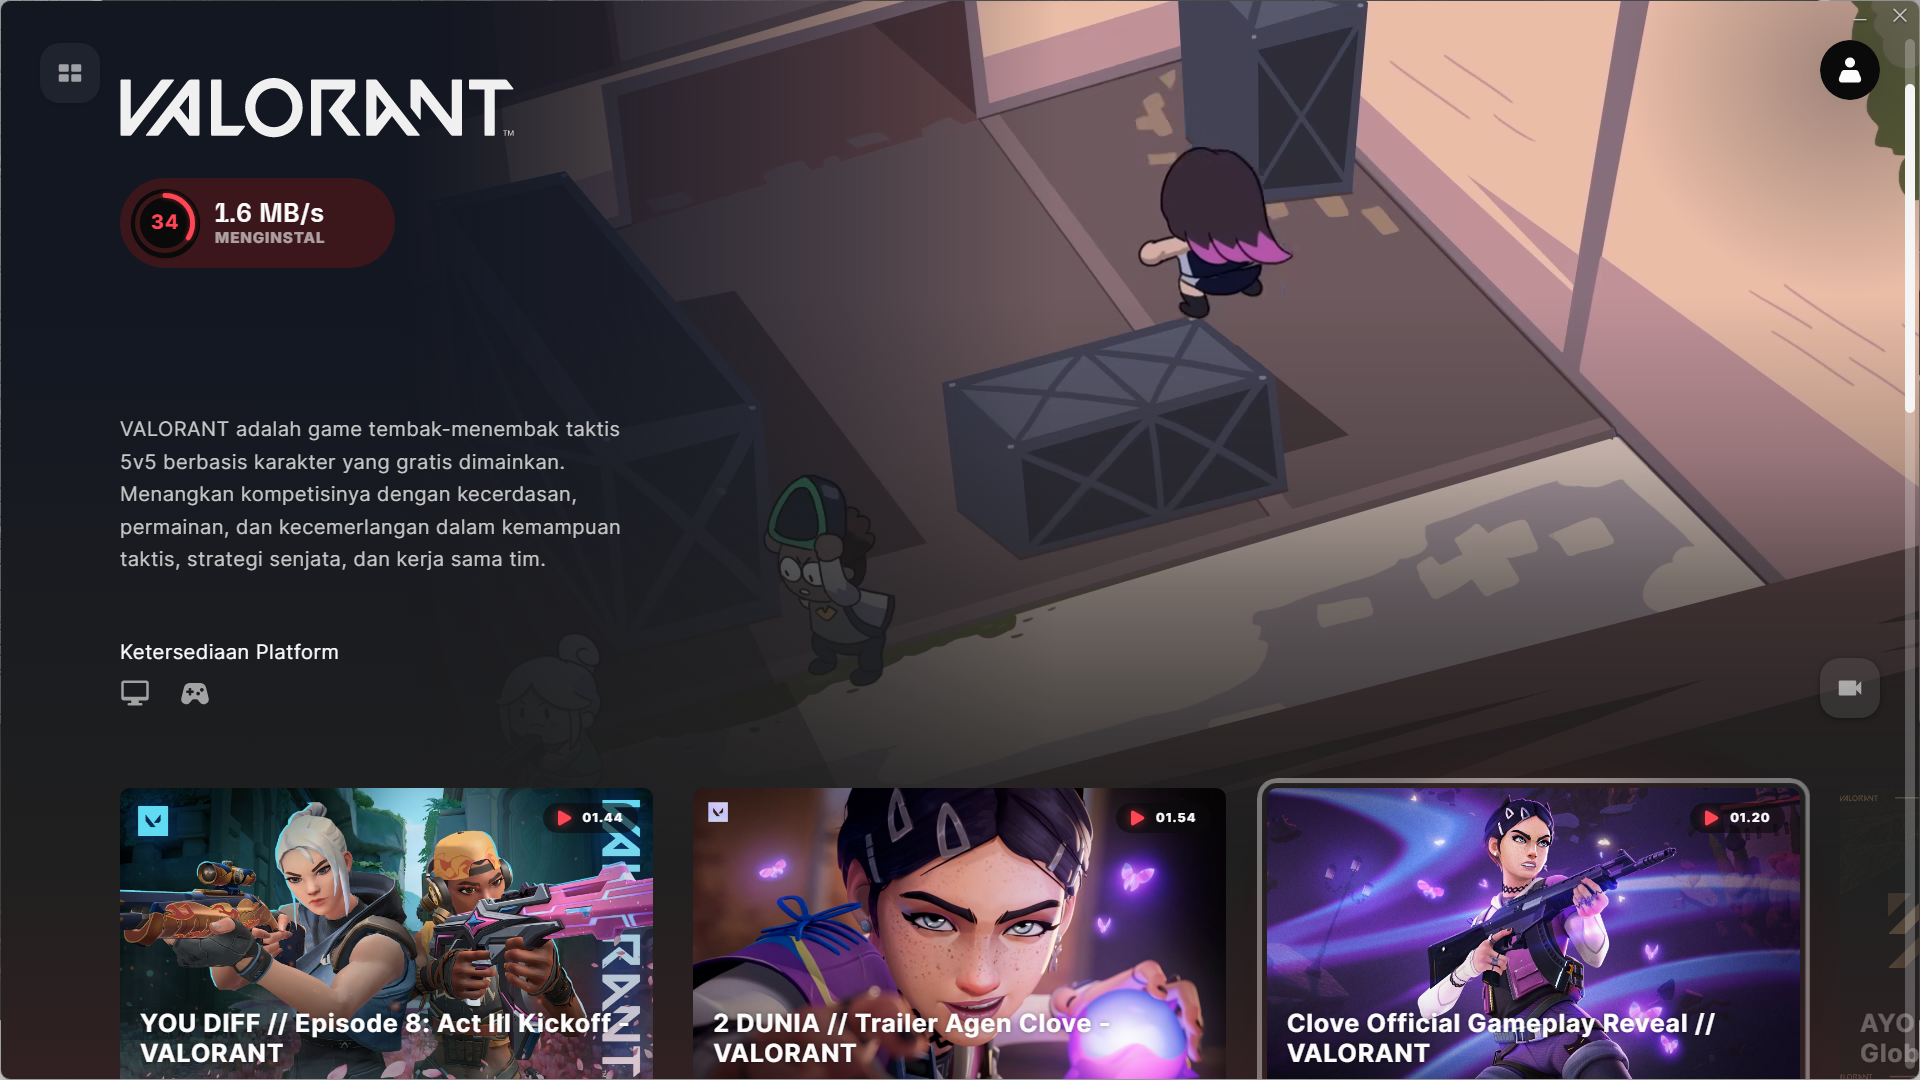 VALORANT™
34
1.6 MB/s
MENGINSTAL
VALORANT adalah game tembak-menembak taktis
5v5 berbasis karakter yang gratis dimainkan.
Menangkan kompetisinya dengan kecerdasan,
permainan, dan kecemerlangan dalam kemampuan
taktis, strategi senjata, dan kerja sama tim.
Ketersediaan Platform
01.44
YOU DIFF // Episode 8: Act III Kickoff -
VALORANT
01.54
2 DUNIA // Trailer Agen Clove -
VALORANT
01.20
Clove Official Gameplay Reveal //
VALORANT
VALORANT
AYO
Glob